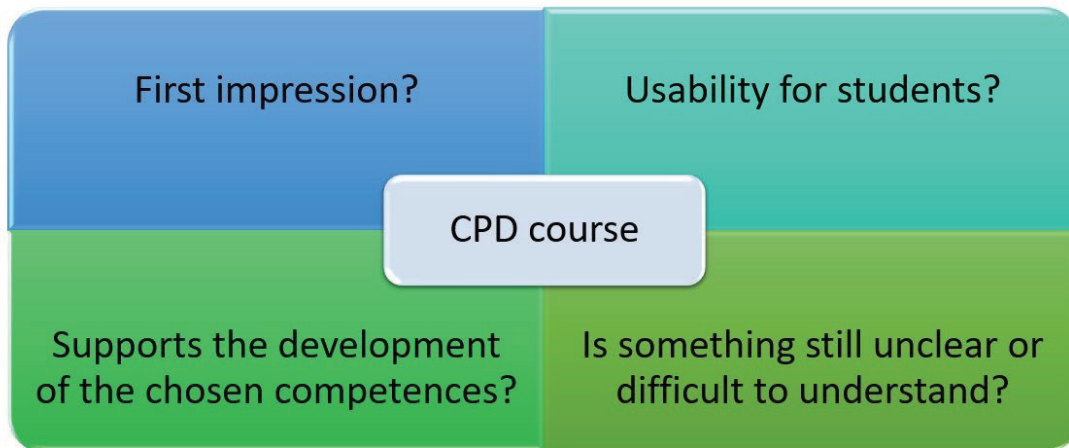 First impression?
Usability for students?
CPD course
Supports the development
of the chosen competences?
Is something still unclear or
difficult to understand?